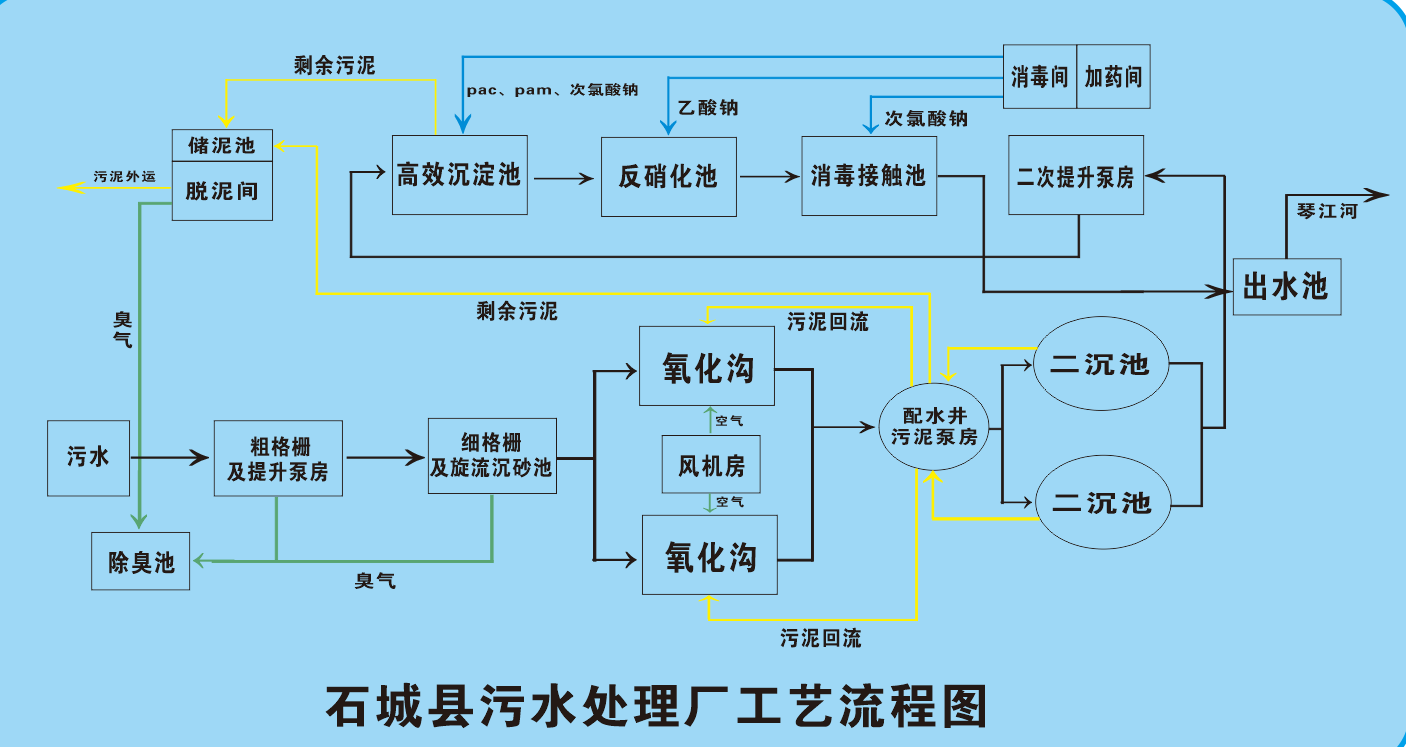 剩余污泥
pac、pam、次氯酸钠
乙酸钠
次氯酸钠
消毒间
加药间
储泥池
脱泥间
污泥外运
高效沉淀池
反硝化池
消毒接触池
二次提升泵房
琴江河
出水池
剩余污泥
臭
气
污泥回流
氧化沟
二沉池
空气
配水井
污泥泵房
污水
粗格栅
及提升泵房
细格栅
及旋流沉砂池
风机房
空气
二沉池
除臭池
臭气
氧化沟
污泥回流
石城县污水处理厂工艺流程图